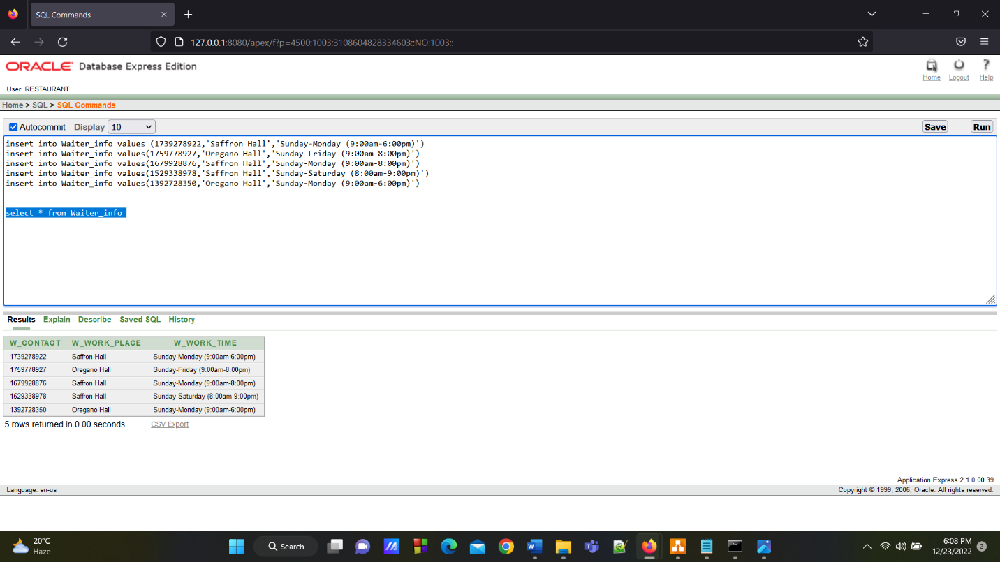 SQL Commands
127.0.0.1:8080/apex/f?p=4500:1003:3108604828334603::NO:1003::
ORACLE Database Express Edition
Home Logout Help
User: RESTAURANT
Home > SQL > SQL Commands
Autocommit Display 10 Save Run
insert into Waiter_info values (1739278922,'Saffron Hall','Sunday-Monday (9:00am-6:00pm)')
insert into Waiter_info values(1759778927,'Oregano Hall','Sunday-Friday (9:00am-8:00pm)')
insert into Waiter_info values(1679928876,'Saffron Hall','Sunday-Monday (9:00am-8:00pm)')
insert into Waiter_info values(1529338978,'Saffron Hall','Sunday-Saturday (8:00am-9:00pm)')
insert into Waiter_info values(1392728350,'Oregano Hall','Sunday-Monday (9:00am-6:00pm)')
select * from Waiter_info
Results Explain Describe Saved SQL History
W_CONTACT W_WORK_PLACE W_WORK_TIME
1739278922 Saffron Hall Sunday-Monday (9:00am-6:00pm)
1759778927 Oregano Hall Sunday-Friday (9:00am-8:00pm)
1679928876 Saffron Hall Sunday-Monday (9:00am-8:00pm)
1529338978 Saffron Hall Sunday-Saturday (8:00am-9:00pm)
1392728350 Oregano Hall Sunday-Monday (9:00am-6:00pm)
5 rows returned in 0.00 seconds CSV Export
Application Express 2.1.0.00.39
Language: en-us Copyright © 1999, 2006, Oracle. All rights reserved.
20°C
Haze
Search
6:08 PM
12/23/2022
2